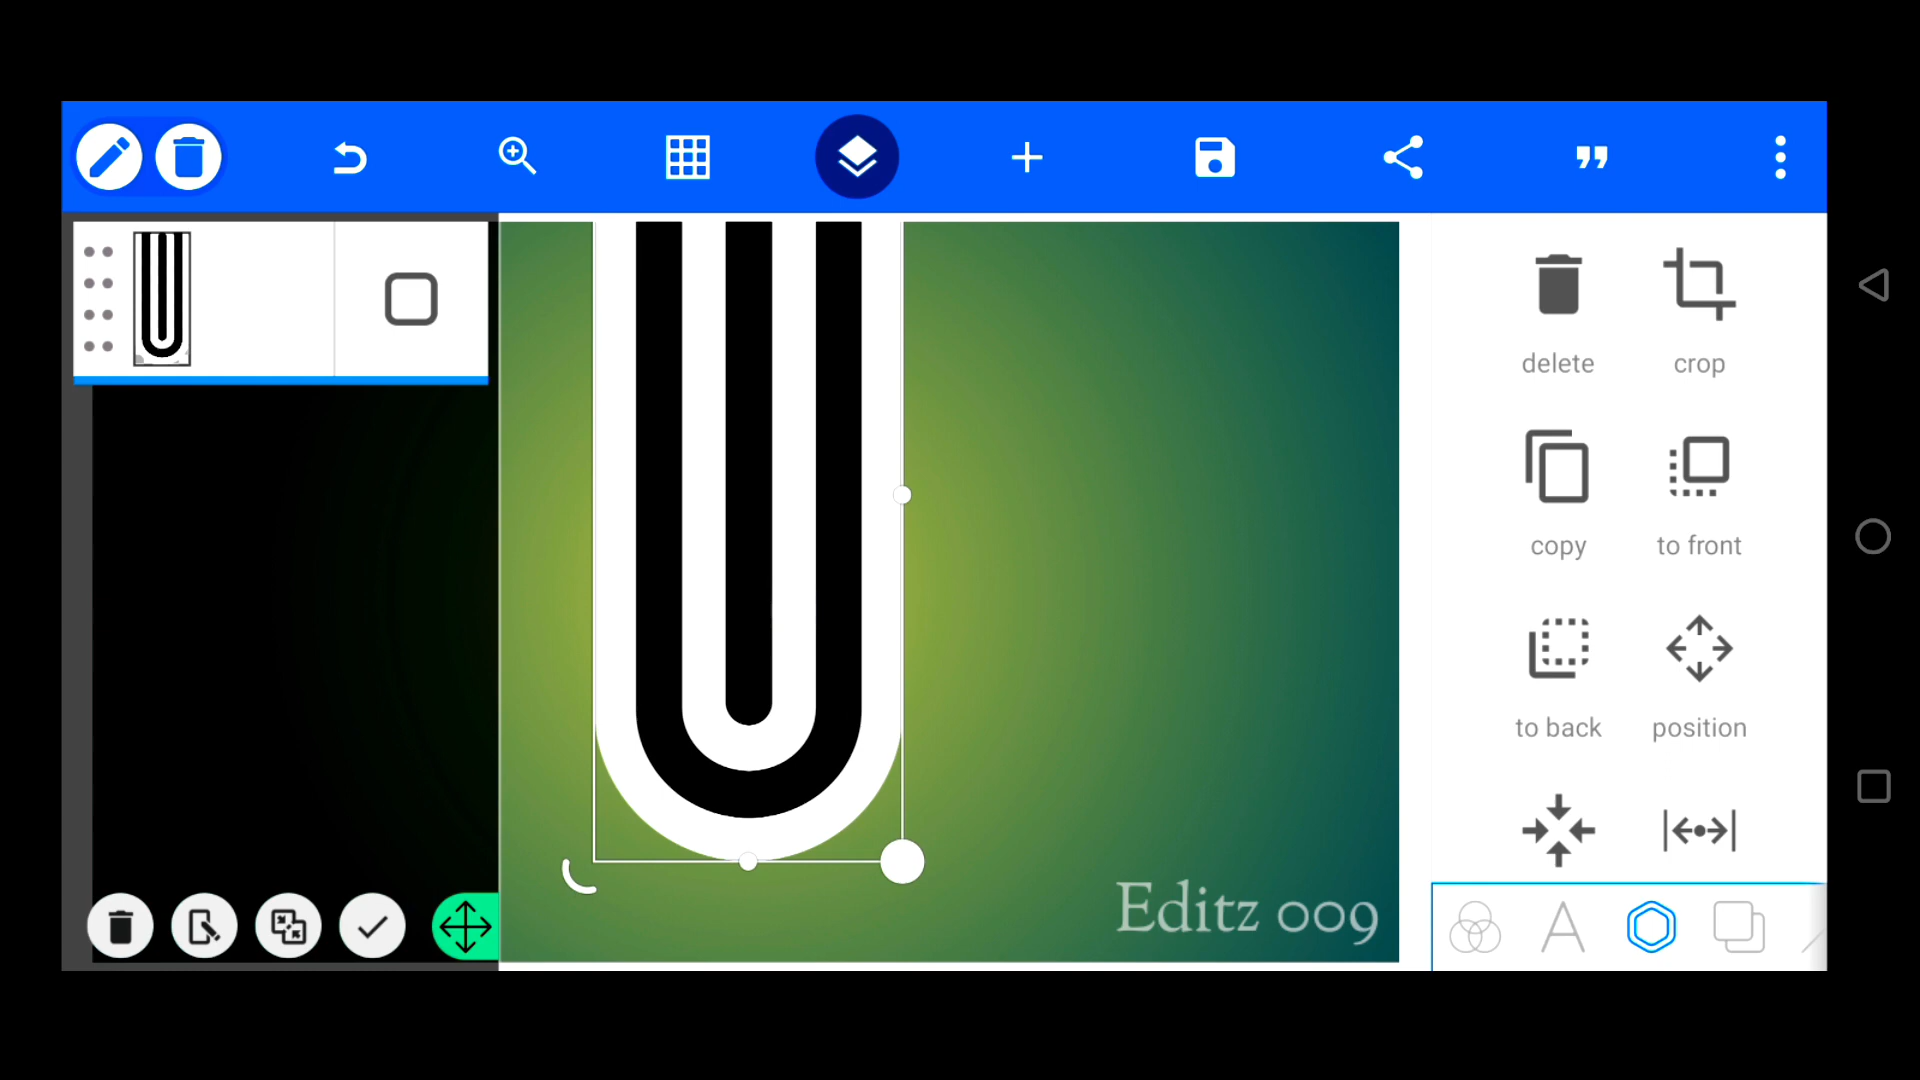 delete
crop
copy
to front
to back
position
Editz 009